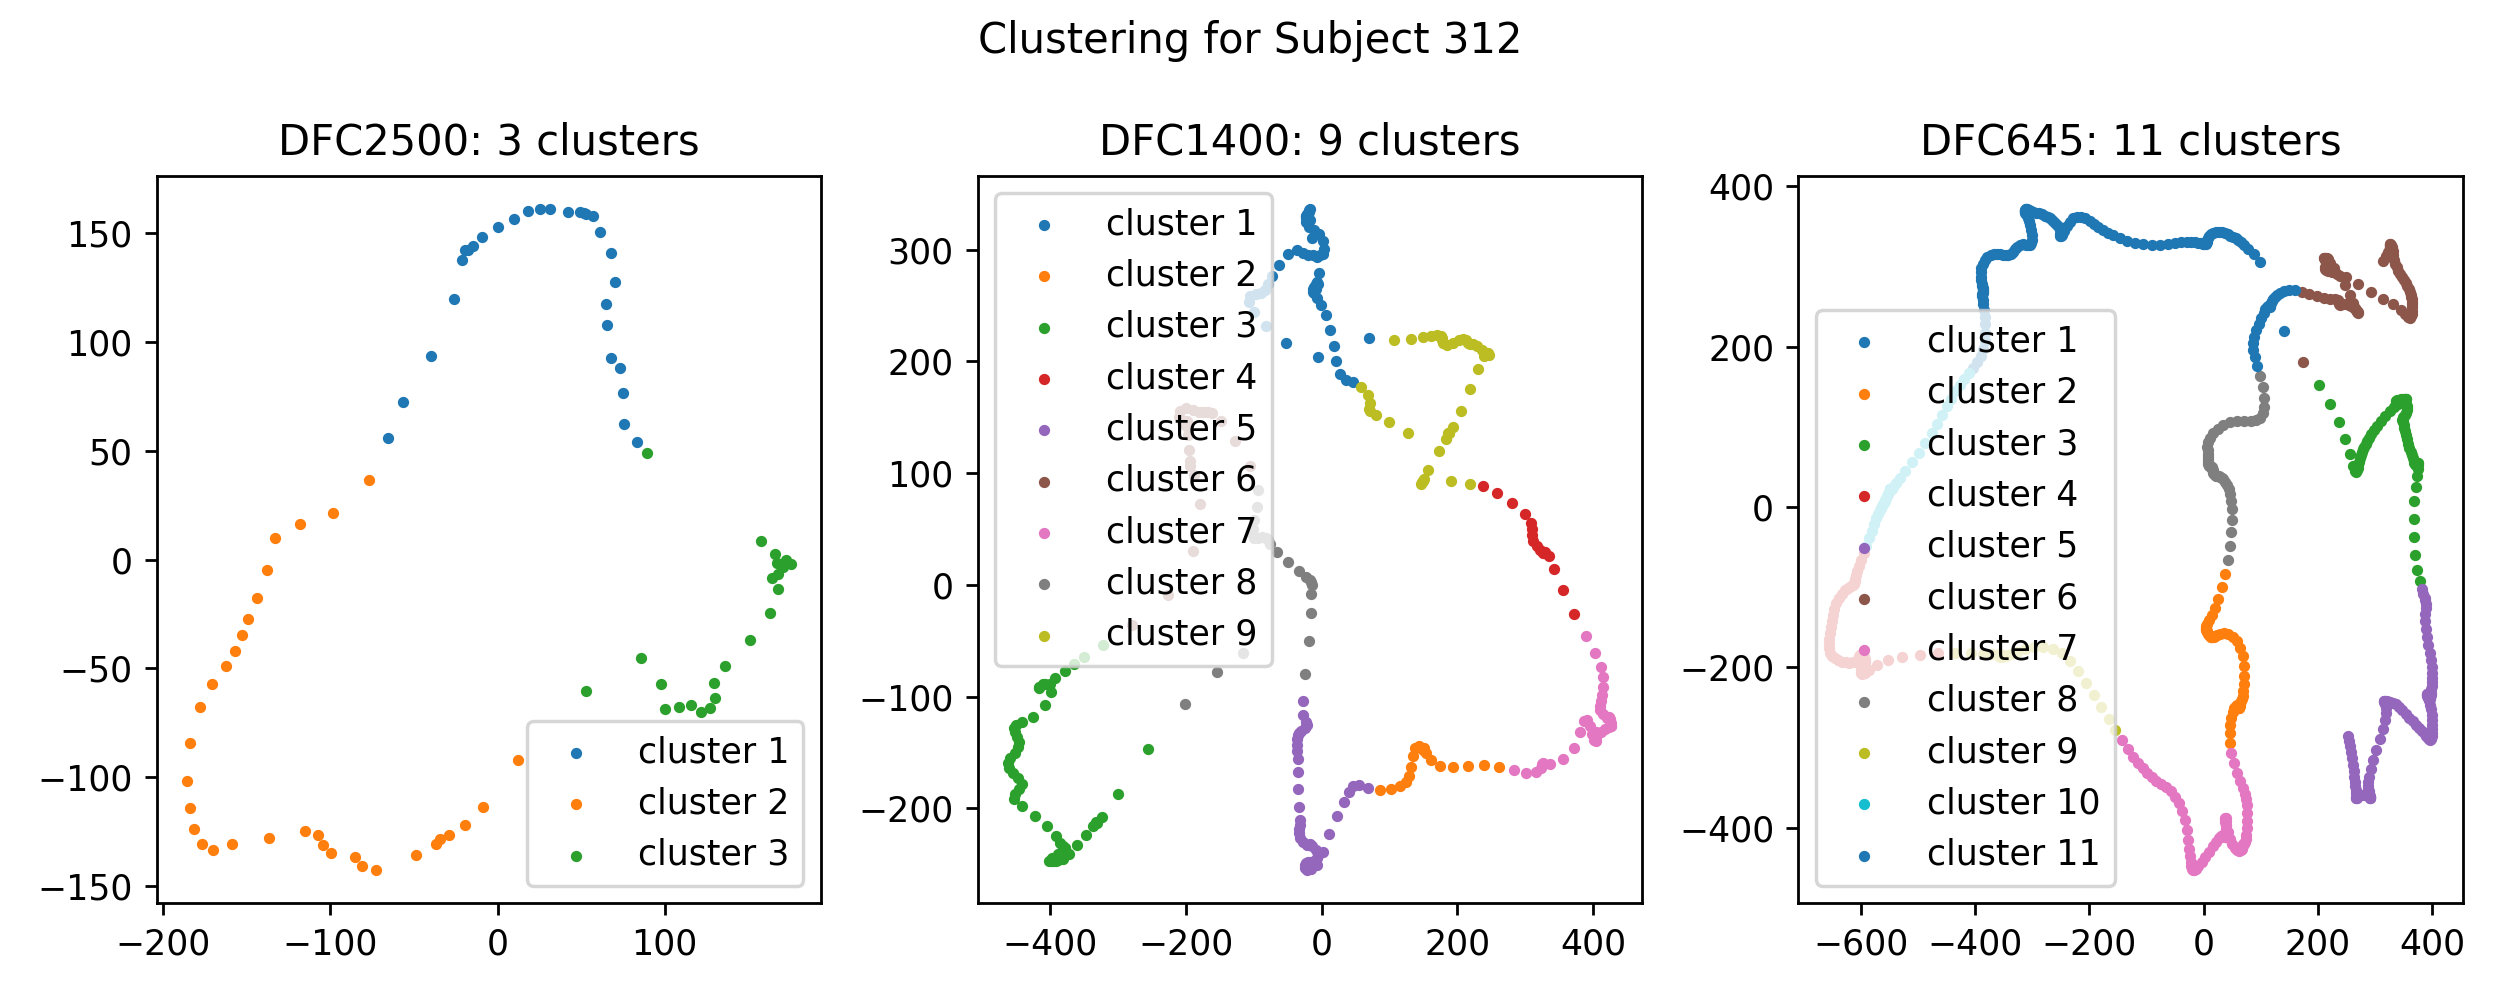 Clustering for Subject 312
DFC2500: 3 clusters
150
100
50
0
−50
−100
−150
−200
−100
0
100
cluster 1
cluster 2
cluster 3
DFC1400: 9 clusters
300
200
100
0
−100
−200
−400
−200
0
200
400
cluster 1
cluster 2
cluster 3
cluster 4
cluster 5
cluster 6
cluster 7
cluster 8
cluster 9
DFC645: 11 clusters
400
200
0
−200
−400
−600
−400
−200
0
200
400
cluster 1
cluster 2
cluster 3
cluster 4
cluster 5
cluster 6
cluster 7
cluster 8
cluster 9
cluster 10
cluster 11